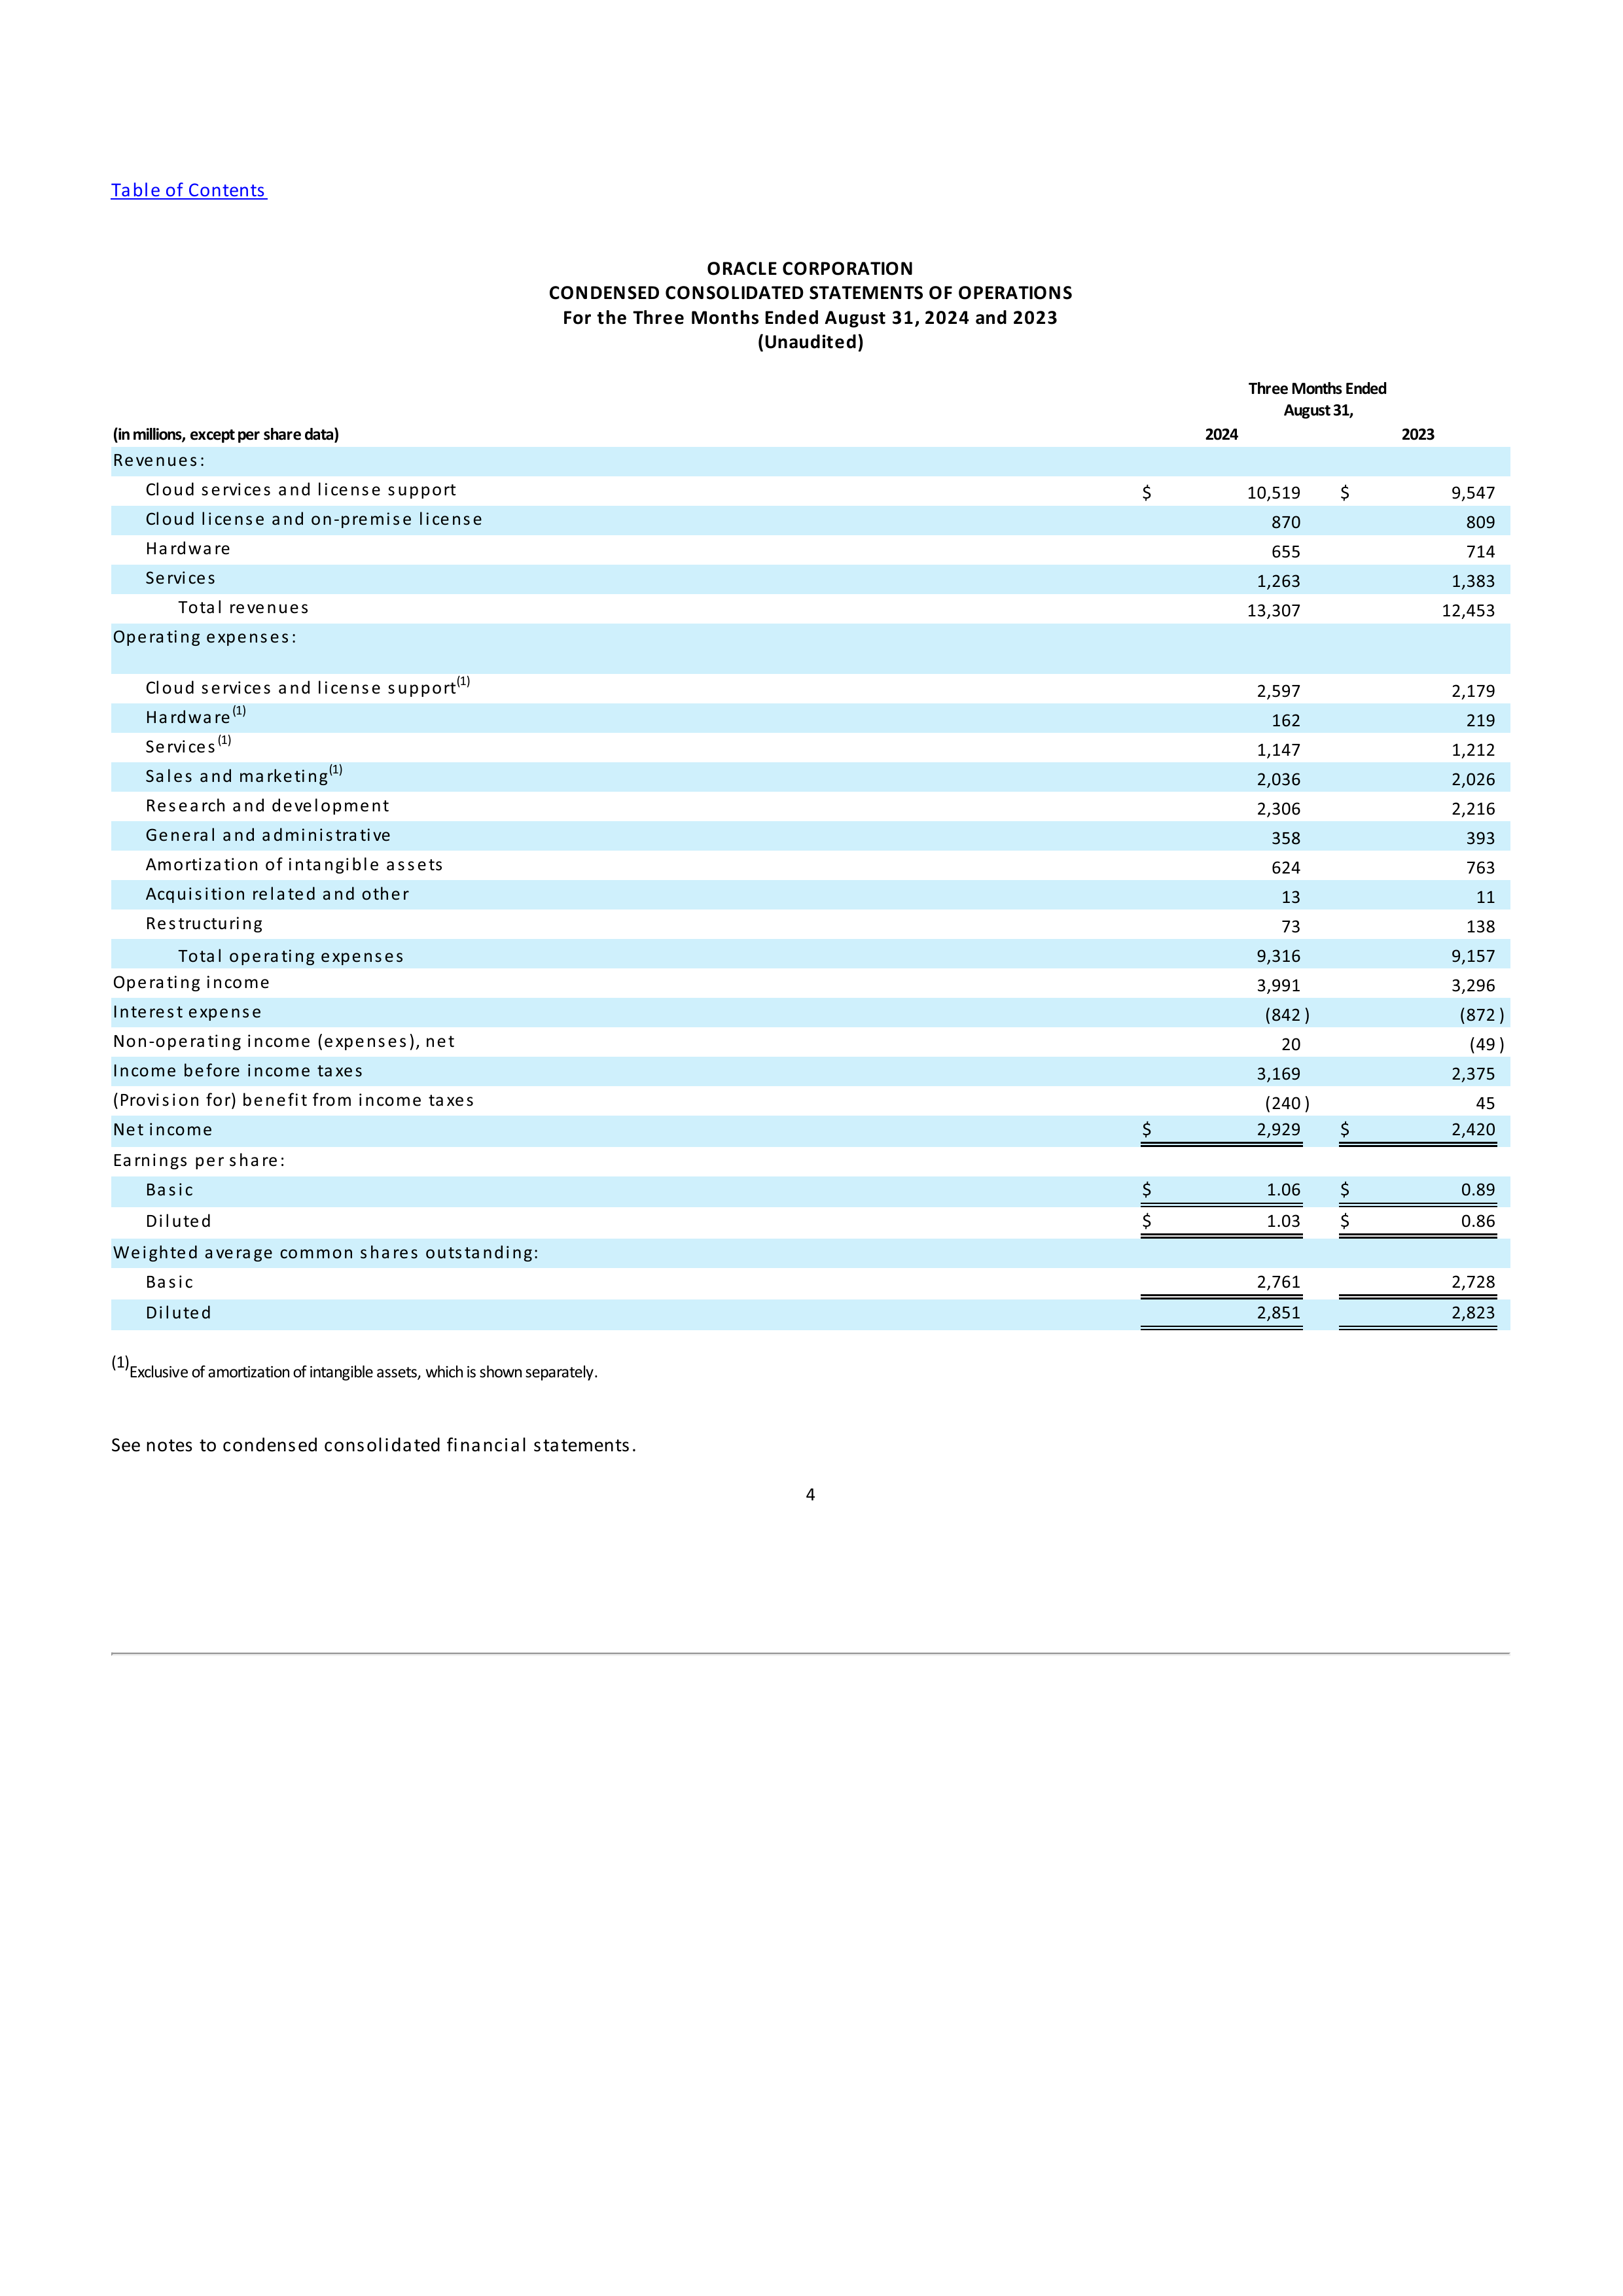 Table of Contents
ORACLE CORPORATION
CONDENSED CONSOLIDATED STATEMENTS OF OPERATIONS
For the Three Months Ended August 31, 2024 and 2023
(Unaudited)
Three Months Ended
August 31,
(in millions, except per share data) 2024 2023
Revenues:
Cloud services and license support $ 10,519 $ 9,547
Cloud license and on-premise license 870 809
Hardware 655 714
Services 1,263 1,383
Total revenues 13,307 12,453
Operating expenses:
Cloud services and license support(1) 2,597 2,179
Hardware(1) 162 219
Services(1) 1,147 1,212
Sales and marketing(1) 2,036 2,026
Research and development 2,306 2,216
General and administrative 358 393
Amortization of intangible assets 624 763
Acquisition related and other 13 11
Restructuring 73 138
Total operating expenses 9,316 9,157
Operating income 3,991 3,296
Interest expense (842) (872)
Non-operating income (expenses), net 20 (49)
Income before income taxes 3,169 2,375
(Provision for) benefit from income taxes (240) 45
Net income $ 2,929 $ 2,420
Earnings per share:
Basic $ 1.06 $ 0.89
Diluted $ 1.03 $ 0.86
Weighted average common shares outstanding:
Basic 2,761 2,728
Diluted 2,851 2,823
(1)Exclusive of amortization of intangible assets, which is shown separately.
See notes to condensed consolidated financial statements.
4